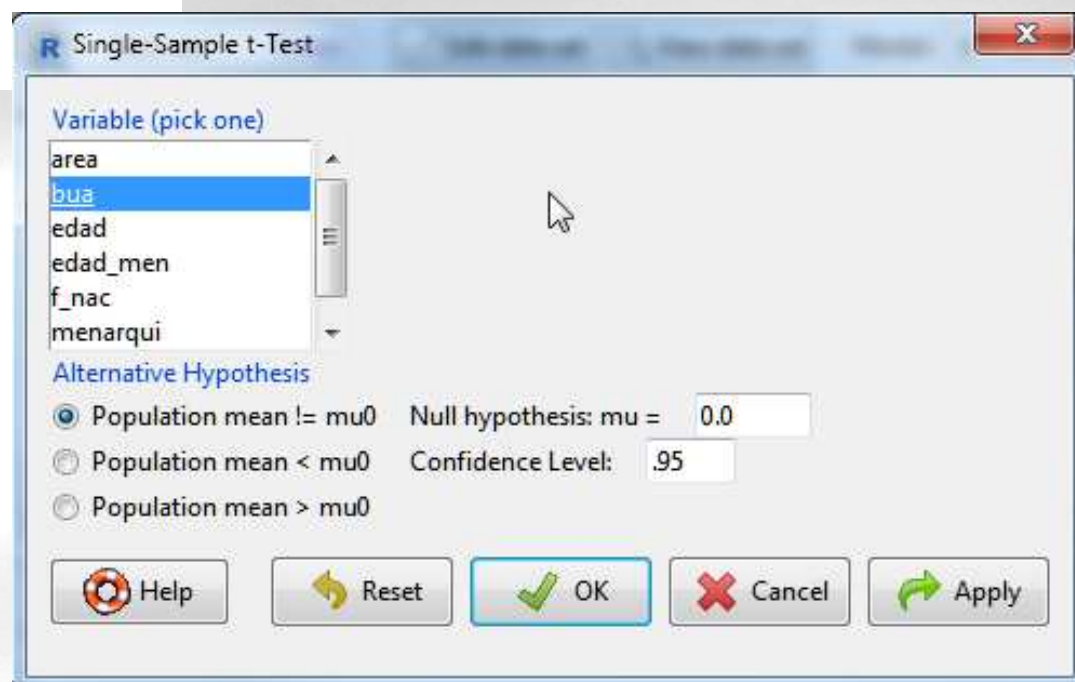 R Single-Sample t-Test
Variable (pick one)
area
bua
edad
edad_men
f_nac
menarqui
Alternative Hypothesis
Population mean != mu0 Null hypothesis: mu = 0.0
Population mean < mu0 Confidence Level: .95
Population mean > mu0
Help Reset OK Cancel Apply